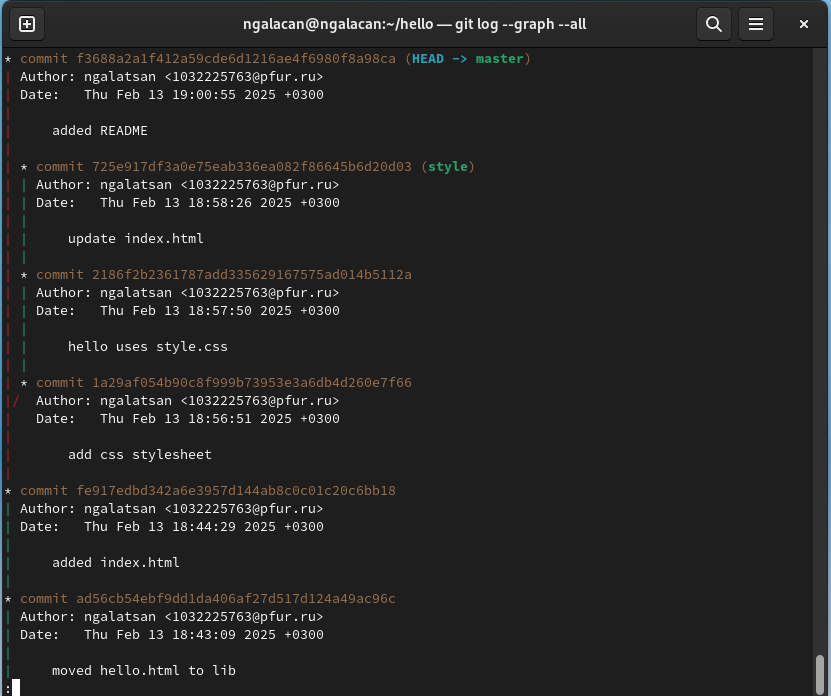 ngalacan@ngalacan:~/hello — git log --graph --all
* commit f3688a2a1f412a59cde6d1216ae4f6980f8a98ca (HEAD -> master)
| Author: ngalatsan <1032225763@pfur.ru>
| Date:   Thu Feb 13 19:00:55 2025 +0300
|
|     added README
|
| * commit 725e917df3a0e75eab336ea082f86645b6d20d03 (style)
| | Author: ngalatsan <1032225763@pfur.ru>
| | Date:   Thu Feb 13 18:58:26 2025 +0300
| |
| |     update index.html
| |
| * commit 2186f2b2361787add335629167575ad014b5112a
| | Author: ngalatsan <1032225763@pfur.ru>
| | Date:   Thu Feb 13 18:57:50 2025 +0300
| |
| |     hello uses style.css
| |
| * commit 1a29af054b90c8f999b73953e3a6db4d260e7f66
|/  Author: ngalatsan <1032225763@pfur.ru>
|   Date:   Thu Feb 13 18:56:51 2025 +0300
|
|       add css stylesheet
|
* commit fe917edbd342a6e3957d144ab8c0c01c20c6bb18
| Author: ngalatsan <1032225763@pfur.ru>
| Date:   Thu Feb 13 18:44:29 2025 +0300
|
|     added index.html
|
* commit ad56cb54ebf9dd1da406af27d517d124a49ac96c
| Author: ngalatsan <1032225763@pfur.ru>
| Date:   Thu Feb 13 18:43:09 2025 +0300
|
|     moved hello.html to lib
: